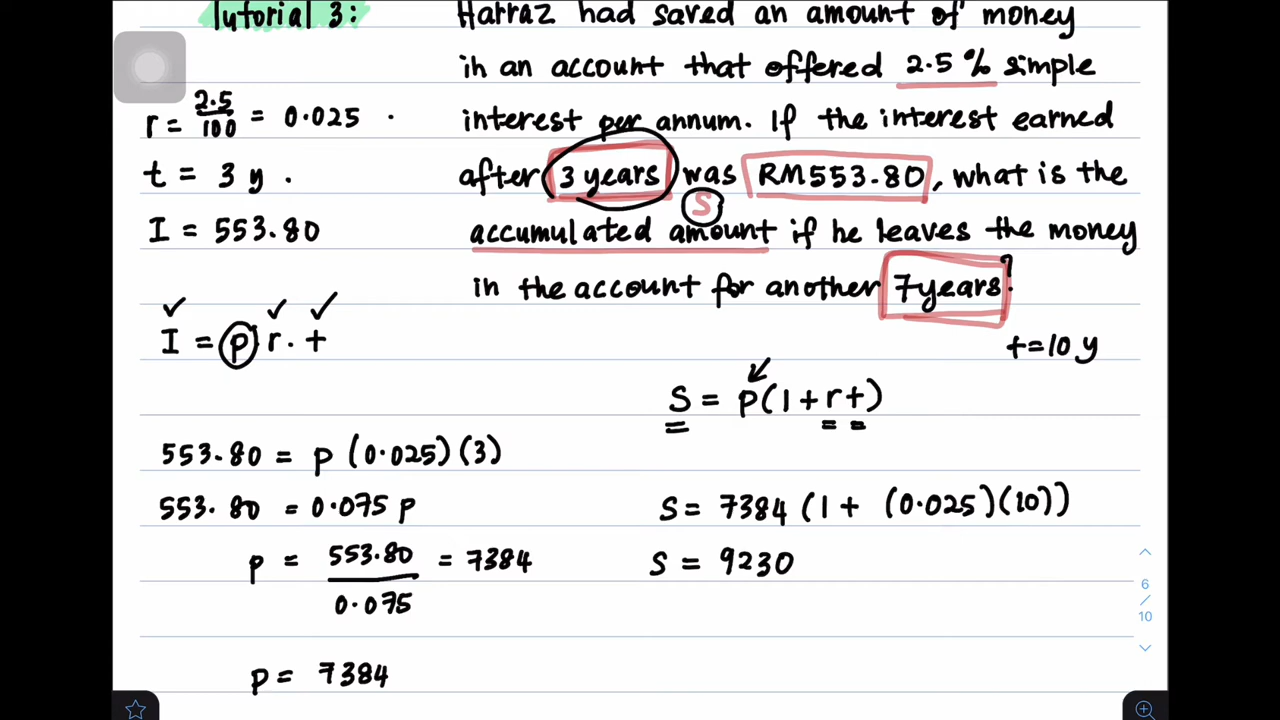 Tutorial 3:
Harraz had saved an amount of money
in an account that offered 2.5% simple
interest per annum. If the interest earned
after 3 years was RM553.80, what is the
S
accumulated amount if he leaves the money
in the account for another 7years?
r = 2.5/100 = 0.025
t = 3 y.
I = 553.80
I = p r. t
t=10 y
S = p(1+rt)
553.80 = p (0.025)(3)
553.80 = 0.075 p
p = 553.80/0.075 = 7384
p = 7384
S = 7384 (1 + (0.025)(10))
S = 9230
6
/
10